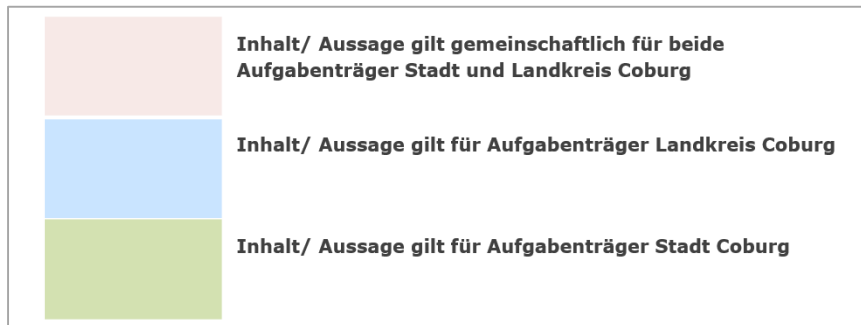 Inhalt/ Aussage gilt gemeinschaftlich für beide
Aufgabenträger Stadt und Landkreis Coburg
Inhalt/ Aussage gilt für Aufgabenträger Landkreis Coburg
Inhalt/ Aussage gilt für Aufgabenträger Stadt Coburg